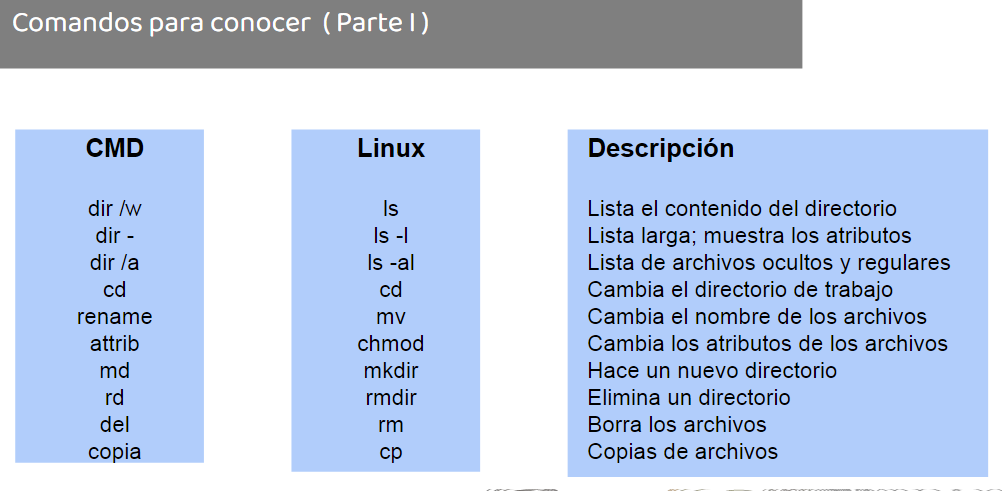 Comandos para conocer ( Parte I )
CMD Linux Descripción
dir /w ls Lista el contenido del directorio
dir - ls -l Lista larga; muestra los atributos
dir /a ls -al Lista de archivos ocultos y regulares
cd cd Cambia el directorio de trabajo
rename mv Cambia el nombre de los archivos
attrib chmod Cambia los atributos de los archivos
md mkdir Hace un nuevo directorio
rd rmdir Elimina un directorio
del rm Borra los archivos
copia cp Copias de archivos